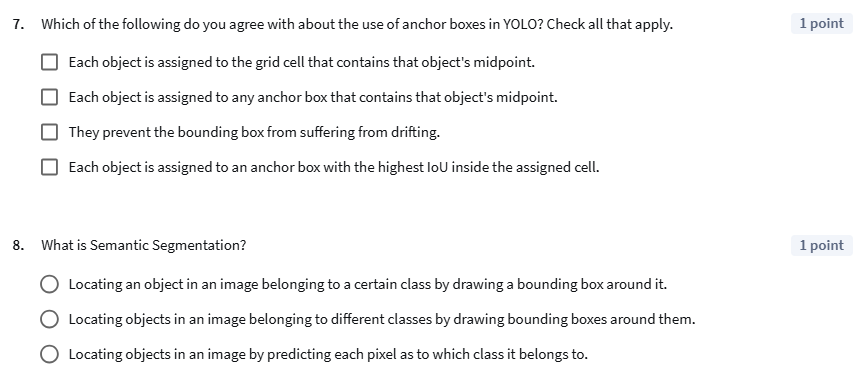 7. Which of the following do you agree with about the use of anchor boxes in YOLO? Check all that apply. 1 point
Each object is assigned to the grid cell that contains that object's midpoint.
Each object is assigned to any anchor box that contains that object's midpoint.
They prevent the bounding box from suffering from drifting.
Each object is assigned to an anchor box with the highest IoU inside the assigned cell.
8. What is Semantic Segmentation? 1 point
Locating an object in an image belonging to a certain class by drawing a bounding box around it.
Locating objects in an image belonging to different classes by drawing bounding boxes around them.
Locating objects in an image by predicting each pixel as to which class it belongs to.